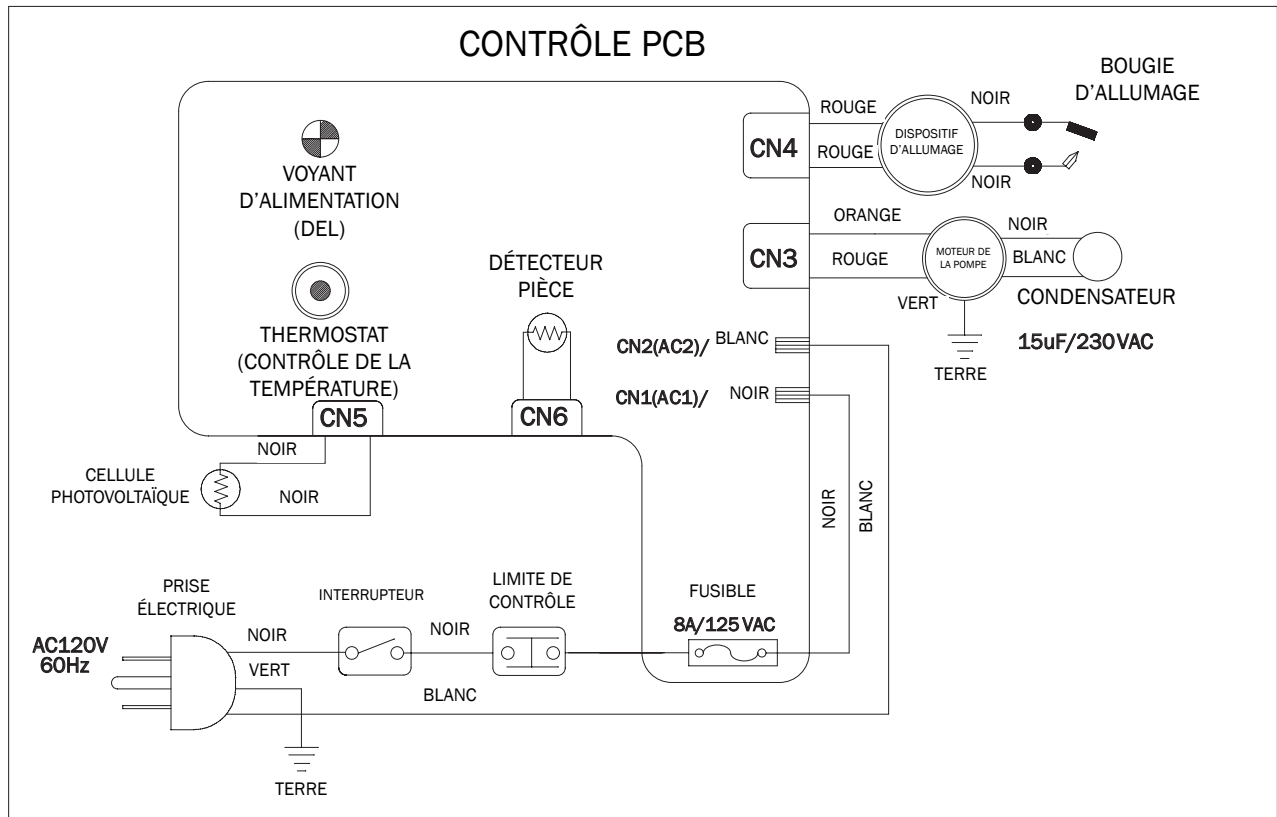 CONTRÔLE PCB
BOUGIE
D'ALLUMAGE
ROUGE
NOIR
CN4
DISPOSITIF
D'ALLUMAGE
ROUGE
NOIR
VOYANT
D'ALIMENTATION
(DEL)
ORANGE
NOIR
CN3
MOTEUR DE
LA POMPE
ROUGE
BLANC
VERT
CONDENSATEUR
15uF/230VAC
TERRE
DÉTECTEUR
PIÈCE
THERMOSTAT
(CONTRÔLE DE LA
TEMPÉRATURE)
CN2(AC2)/ BLANC
CN1(AC1)/ NOIR
CN5
CN6
NOIR
CELLULE
PHOTOVOLTAÏQUE
NOIR
NOIR
BLANC
PRISE
ÉLECTRIQUE
INTERRUPTEUR
LIMITE DE
CONTRÔLE
FUSIBLE
8A/125 VAC
AC120V
60Hz
NOIR
NOIR
VERT
BLANC
TERRE